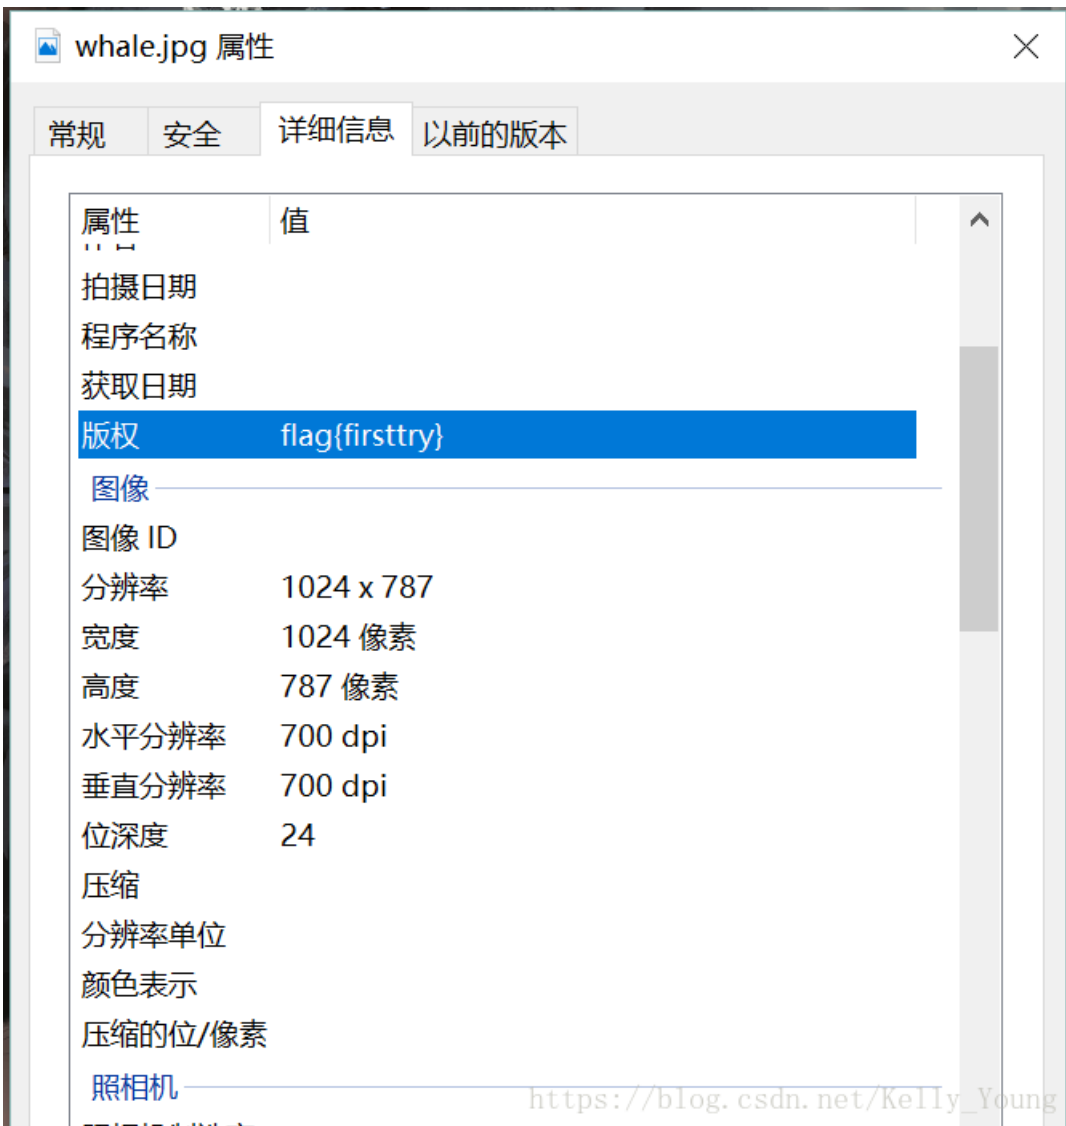 whale.jpg 属性
常规 安全 详细信息 以前的版本
属性 值
拍摄日期
程序名称
获取日期
版权 flag{firsttry}
图像
图像 ID
分辨率 1024 x 787
宽度 1024 像素
高度 787 像素
水平分辨率 700 dpi
垂直分辨率 700 dpi
位深度 24
压缩
分辨率单位
颜色表示
压缩的位/像素
照相机
https://blog.csdn.net/Kelly_Young